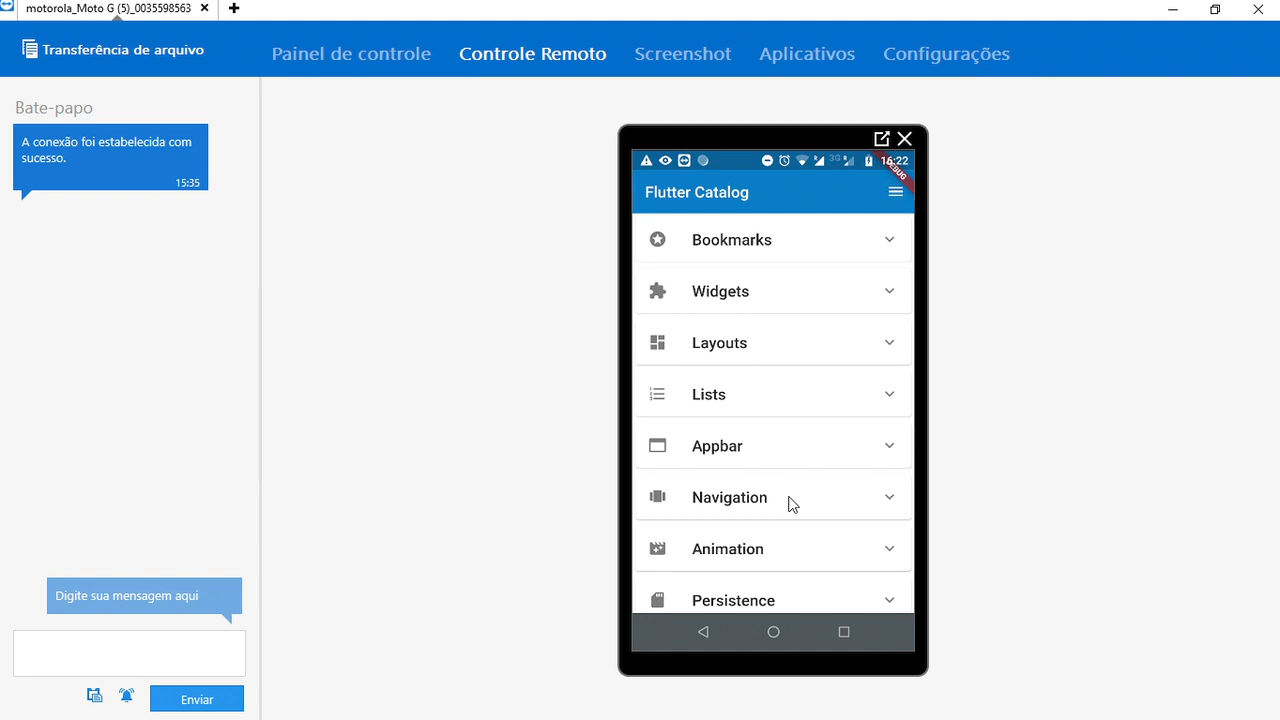 motorola_Moto G (5)_0035598563
Transferência de arquivo
Painel de controle
Controle Remoto
Screenshot
Aplicativos
Configurações
Bate-papo
A conexão foi estabelecida com
sucesso.
15:35
3G
16:22
DEBUG
Flutter Catalog
Bookmarks
Widgets
Layouts
Lists
Appbar
Navigation
Animation
Persistence
Digite sua mensagem aqui
Enviar